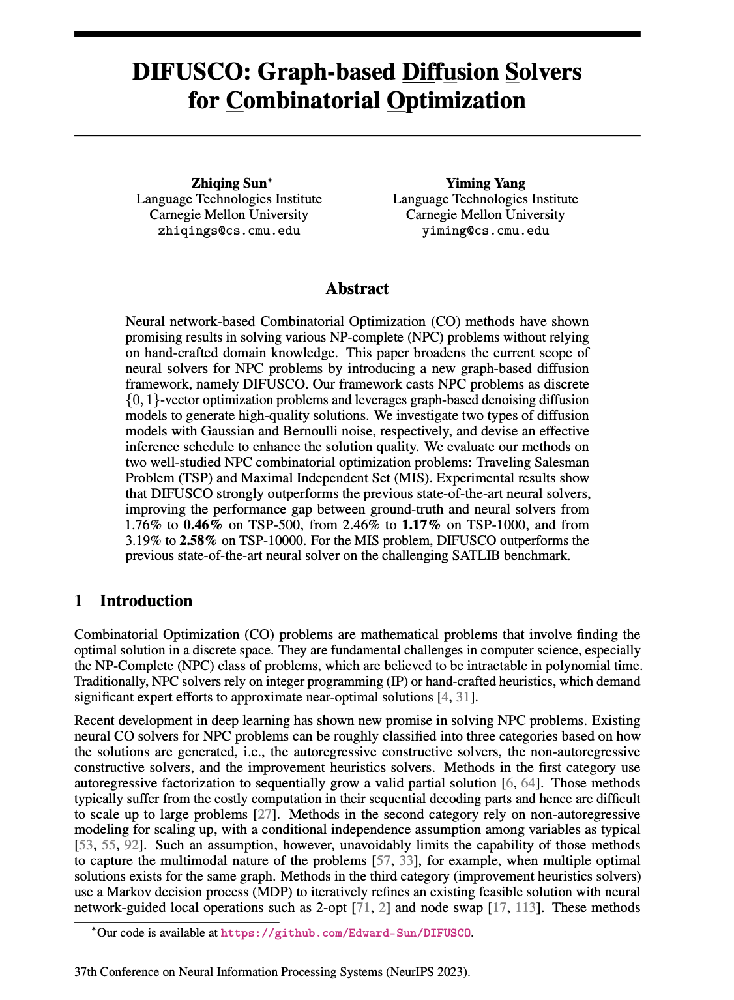 DIFUSCO: Graph-based Diffusion Solvers
for Combinatorial Optimization
Zhiqing Sun*
Language Technologies Institute
Carnegie Mellon University
zhiqings@cs.cmu.edu
Yiming Yang
Language Technologies Institute
Carnegie Mellon University
yiming@cs.cmu.edu
Abstract
Neural network-based Combinatorial Optimization (CO) methods have shown
promising results in solving various NP-complete (NPC) problems without relying
on hand-crafted domain knowledge. This paper broadens the current scope of
neural solvers for NPC problems by introducing a new graph-based diffusion
framework, namely DIFUSCO. Our framework casts NPC problems as discrete
{0, 1}-vector optimization problems and leverages graph-based denoising diffusion
models to generate high-quality solutions. We investigate two types of diffusion
models with Gaussian and Bernoulli noise, respectively, and devise an effective
inference schedule to enhance the solution quality. We evaluate our methods on
two well-studied NPC combinatorial optimization problems: Traveling Salesman
Problem (TSP) and Maximal Independent Set (MIS). Experimental results show
that DIFUSCO strongly outperforms the previous state-of-the-art neural solvers,
improving the performance gap between ground-truth and neural solvers from
1.76% to 0.46% on TSP-500, from 2.46% to 1.17% on TSP-1000, and from
3.19% to 2.58% on TSP-10000. For the MIS problem, DIFUSCO outperforms the
previous state-of-the-art neural solver on the challenging SATLIB benchmark.
1 Introduction
Combinatorial Optimization (CO) problems are mathematical problems that involve finding the
optimal solution in a discrete space. They are fundamental challenges in computer science, especially
the NP-Complete (NPC) class of problems, which are believed to be intractable in polynomial time.
Traditionally, NPC solvers rely on integer programming (IP) or hand-crafted heuristics, which demand
significant expert efforts to approximate near-optimal solutions [4, 31].
Recent development in deep learning has shown new promise in solving NPC problems. Existing
neural CO solvers for NPC problems can be roughly classified into three categories based on how
the solutions are generated, i.e., the autoregressive constructive solvers, the non-autoregressive
constructive solvers, and the improvement heuristics solvers. Methods in the first category use
autoregressive factorization to sequentially grow a valid partial solution [6, 64]. Those methods
typically suffer from the costly computation in their sequential decoding parts and hence are difficult
to scale up to large problems [27]. Methods in the second category rely on non-autoregressive
modeling for scaling up, with a conditional independence assumption among variables as typical
[53, 55, 92]. Such an assumption, however, unavoidably limits the capability of those methods
to capture the multimodal nature of the problems [57, 33], for example, when multiple optimal
solutions exists for the same graph. Methods in the third category (improvement heuristics solvers)
use a Markov decision process (MDP) to iteratively refines an existing feasible solution with neural
network-guided local operations such as 2-opt [71, 2] and node swap [17, 113]. These methods
*Our code is available at https://github.com/Edward-Sun/DIFUSCO.
37th Conference on Neural Information Processing Systems (NeurIPS 2023).